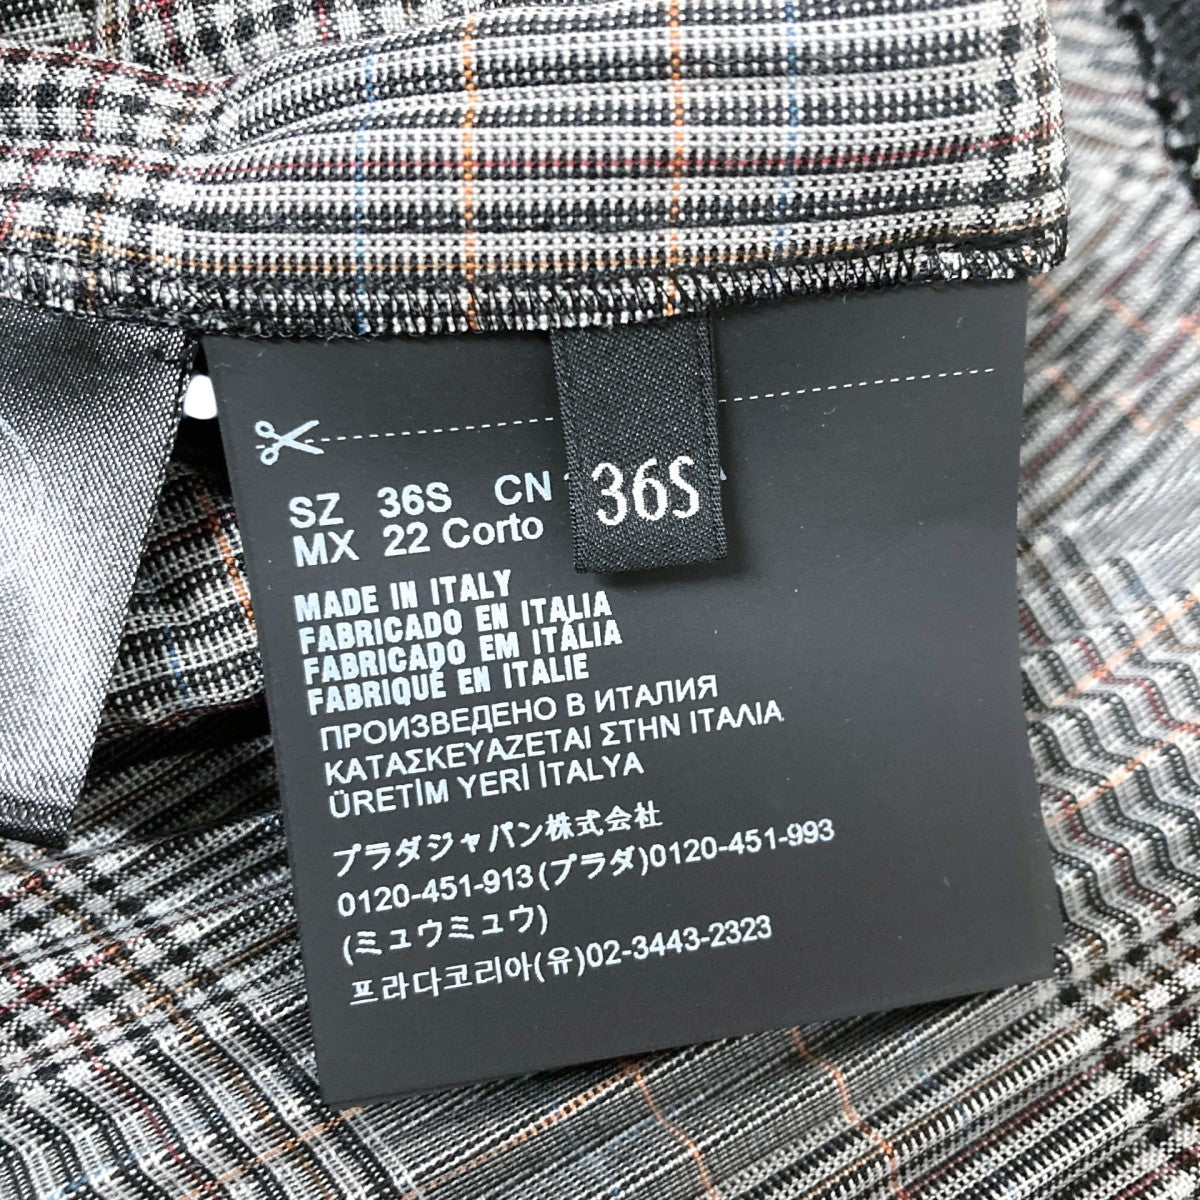 SZ 36S CN
MX 22 Corto
36S
MADE IN ITALY
FABRICADO EN ITALIA
FABRICADO EM ITÁLIA
FABRIQUÉ EN ITALIE
ПРОИЗВЕДЕНО В ИТАЛИЯ
ΚΑΤΑΣΚΕΥΑΖΕΤΑΙ ΣΤΗΝ ΙΤΑΛΙΑ
ÜRETİM YERİ İTALYA
プラダジャパン株式会社
0120-451-913(プラダ)0120-451-993
(ミュウミュウ)
프라다코리아(유)02-3443-2323